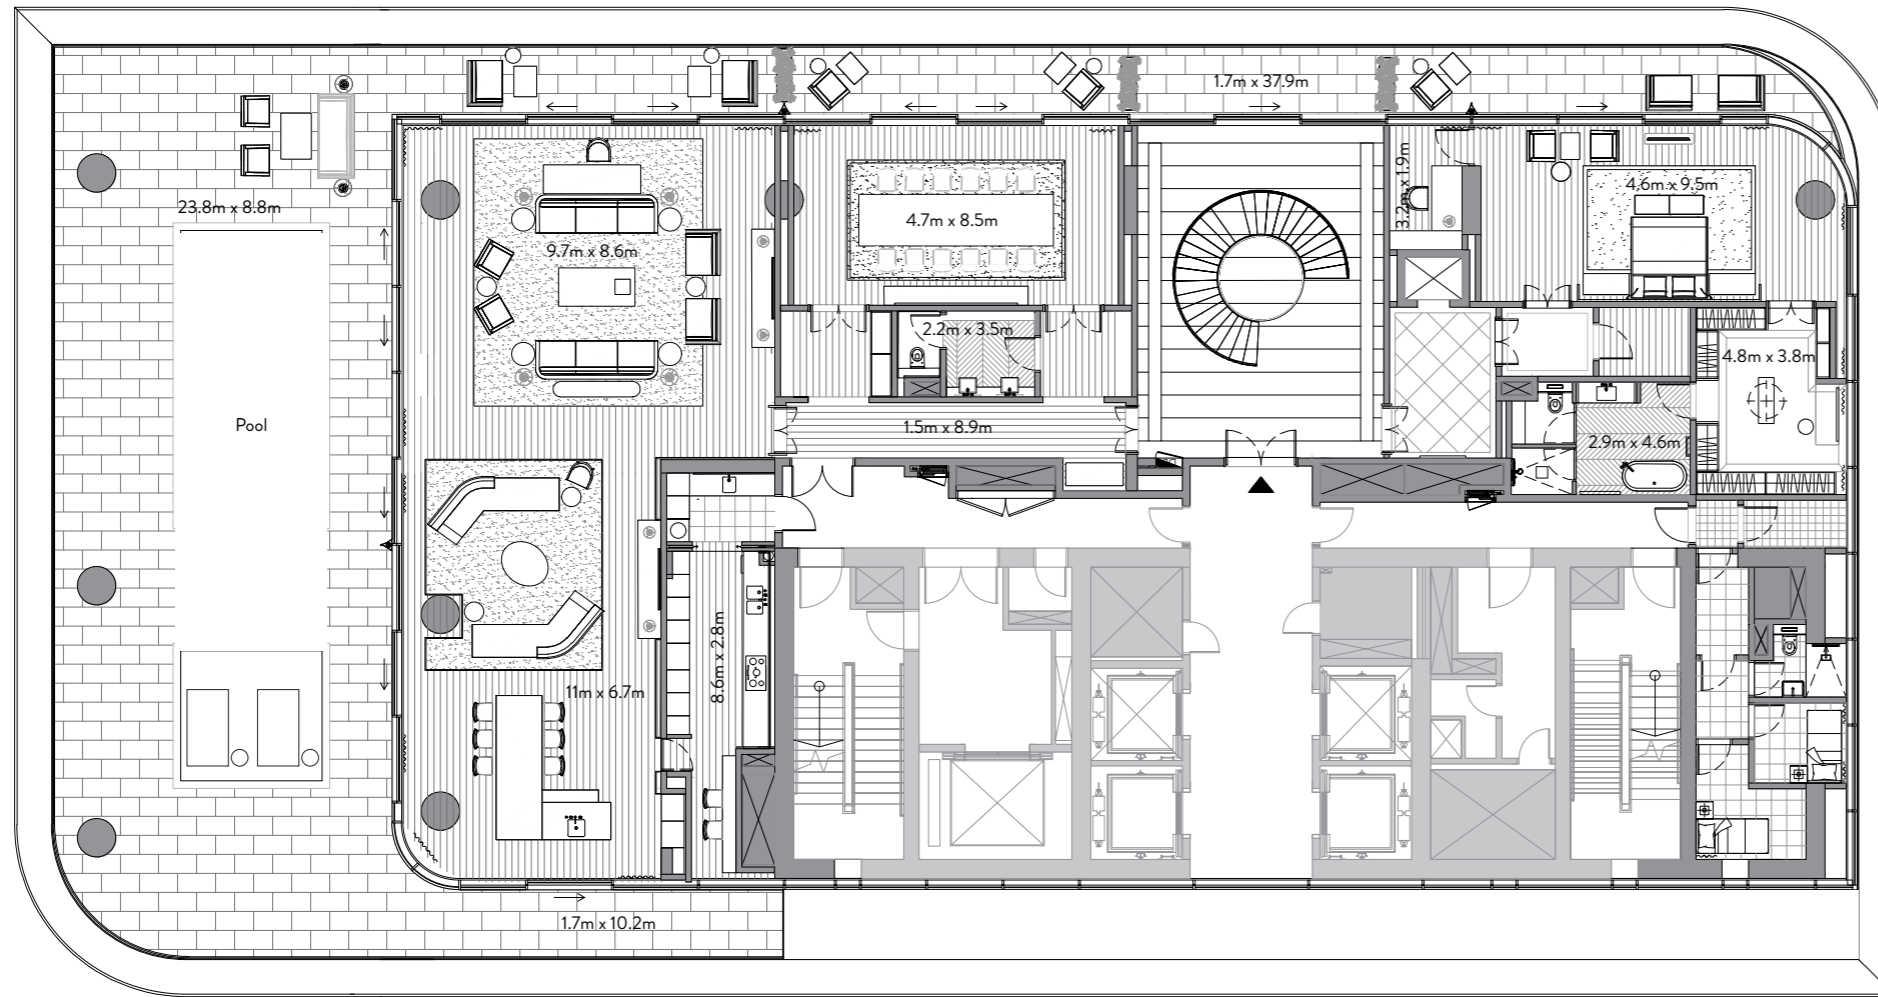 1.7m x 37.9m
3.2m x 1.9m
4.6m x 9.5m
23.8m x 8.8m
4.7m x 8.5m
9.7m x 8.6m
2.2m x 3.5m
4.8m x 3.8m
Pool
1.5m x 8.9m
2.9m x 4.6m
8.6m x 2.8m
11m x 6.7m
1.7m x 10.2m